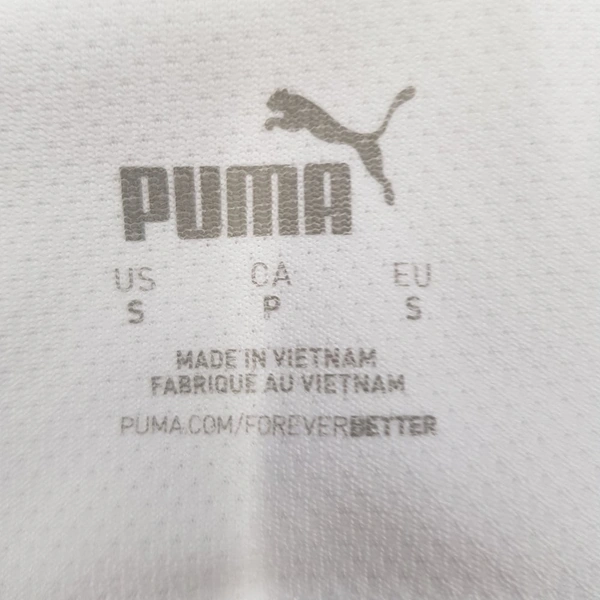 PUMA
US CA EU
S P S
MADE IN VIETNAM
FABRIQUE AU VIETNAM
PUMA.COM/FOREVERBETTER